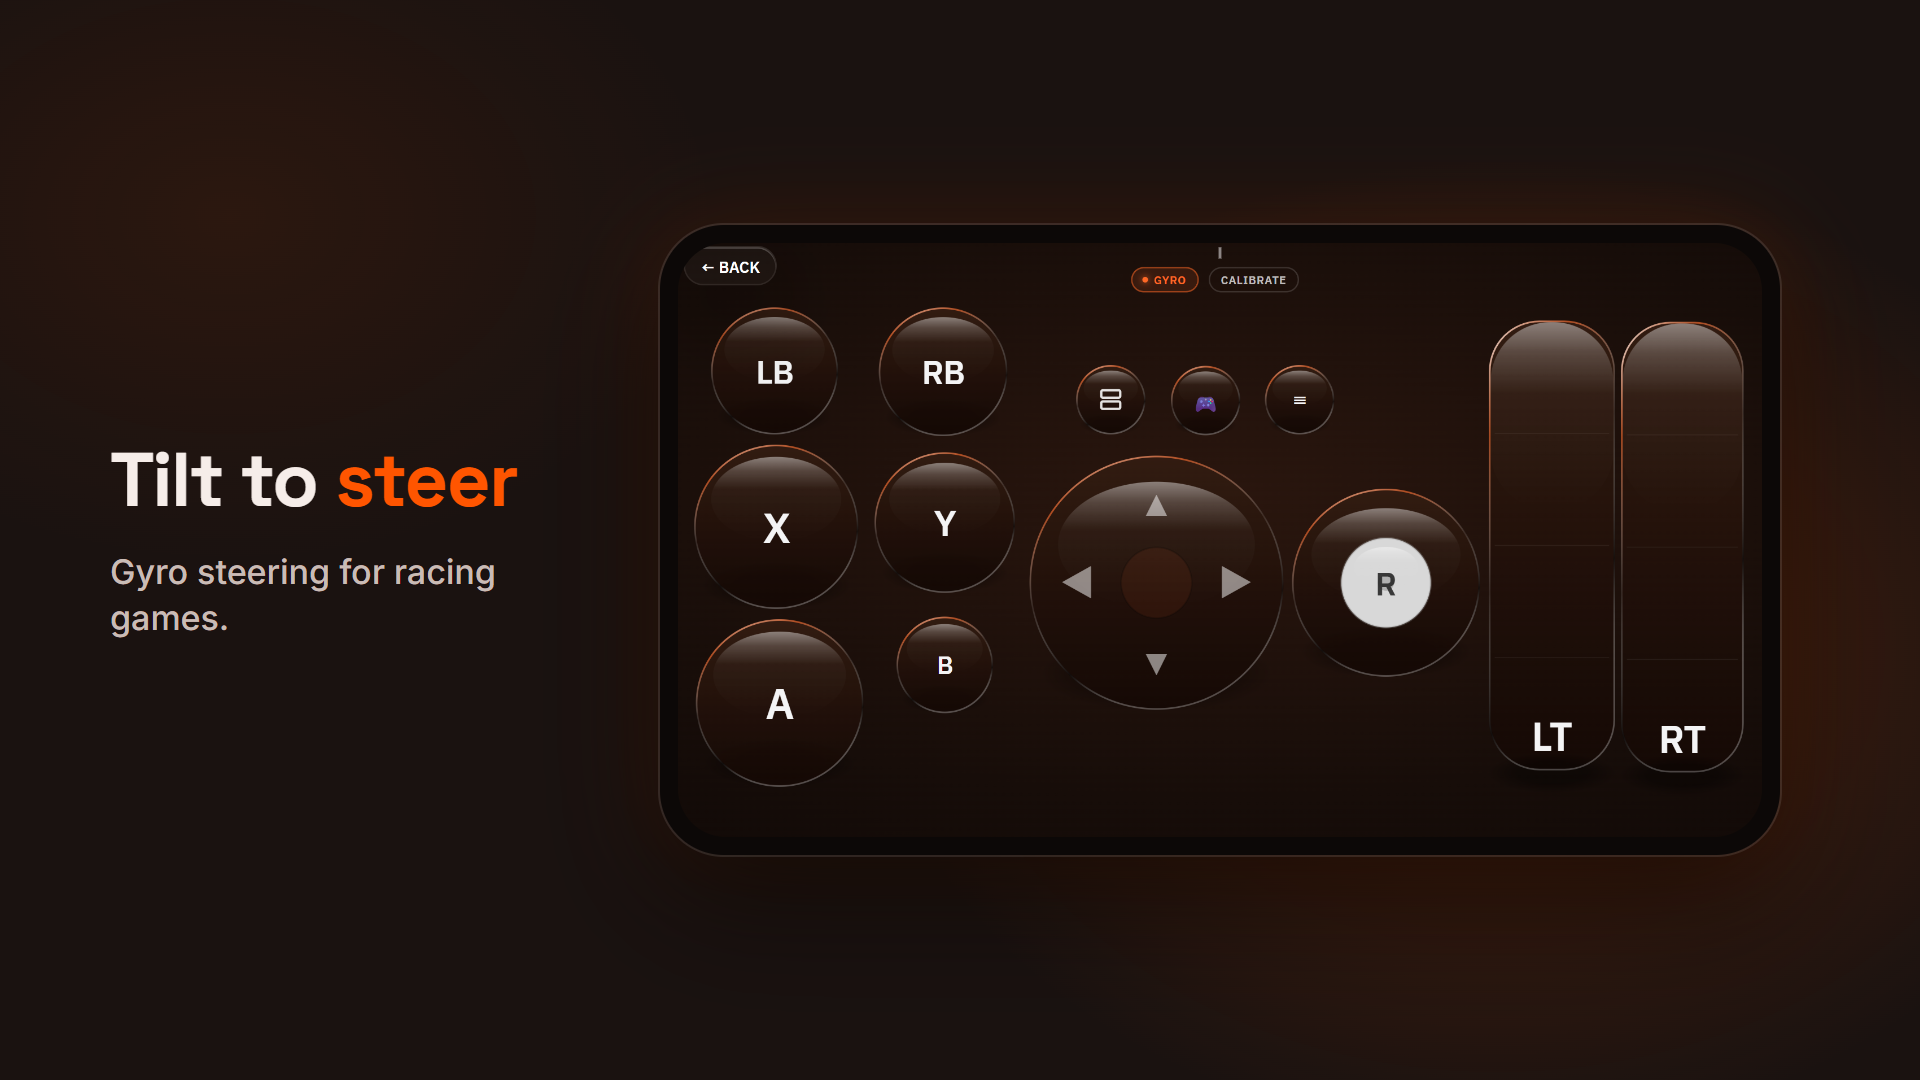 Tilt to steer
Gyro steering for racing
games.
← BACK
GYRO
CALIBRATE
LB
RB
X
Y
R
A
B
LT
RT